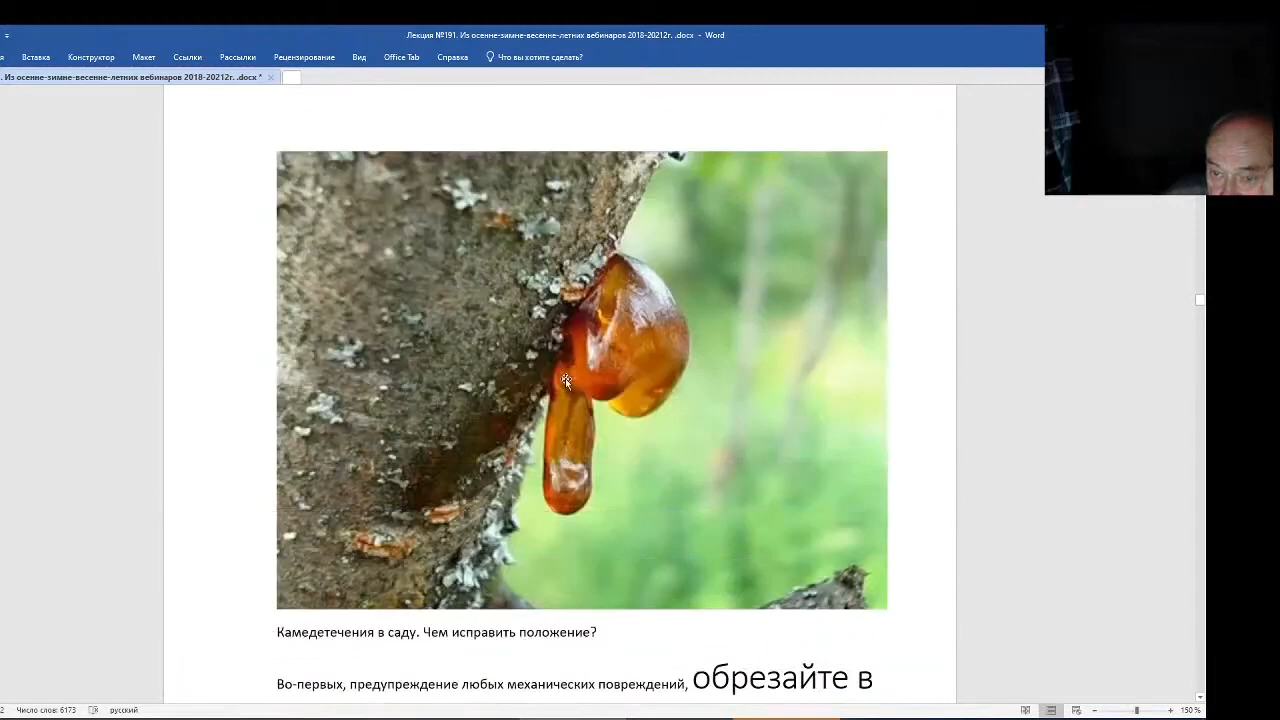 Лекция №191. Из осенне-зимне-весенне-летних вебинаров 2018-20212г. .docx - Word
я Вставка Конструктор Макет Ссылки Рассылки Рецензирование Вид Office Tab Справка Что вы хотите сделать?
. Из осенне-зимне-весенне-летних вебинаров 2018-20212г. .docx *
Камедетечения в саду. Чем исправить положение?
Во-первых, предупреждение любых механических повреждений, обрезайте в
2 Число слов: 6173 русский 150 %